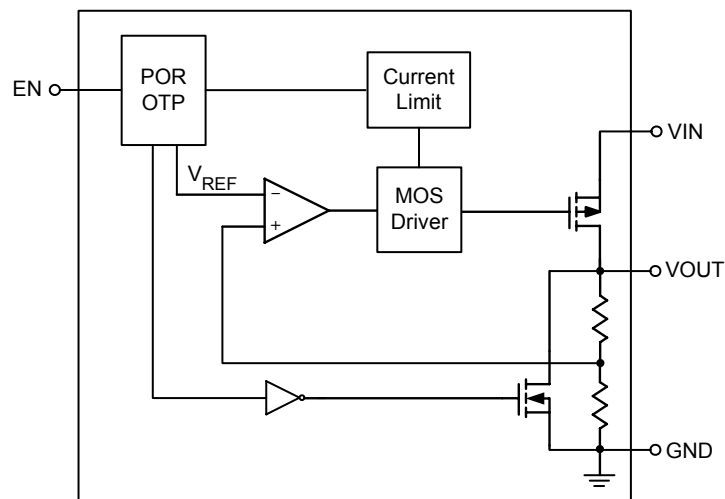 EN
POR
OTP
Current
Limit
VIN
VREF
−
+
MOS
Driver
VOUT
GND